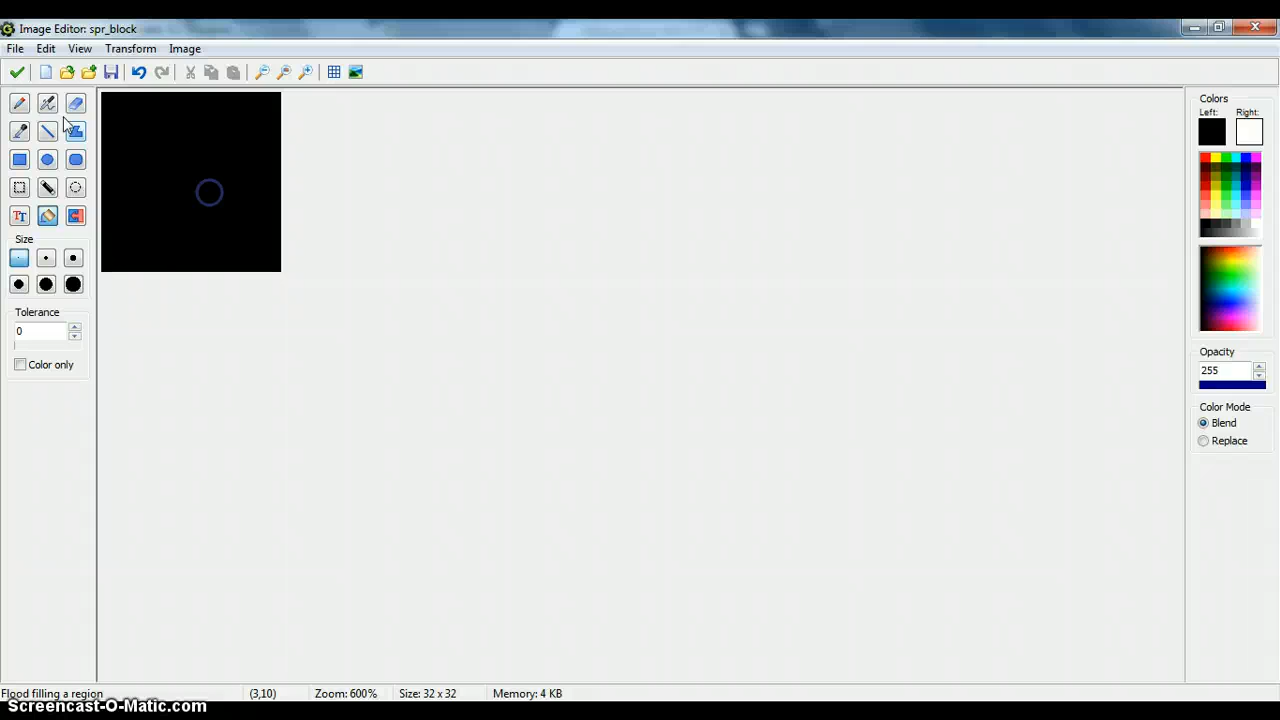 Image Editor: spr_block
File Edit View Transform Image
Colors
Left: Right:
TT
Size
Tolerance
0
Color only
Opacity
255
Color Mode
Blend
Replace
Flood filling a region (3,10) Zoom: 600% Size: 32 x 32 Memory: 4 KB
Screencast-O-Matic.com